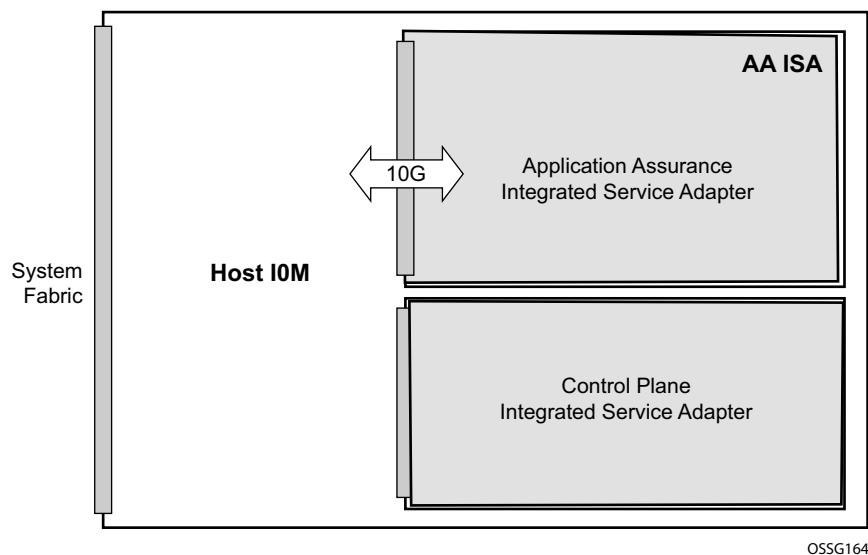 AA ISA
Application Assurance
Integrated Service Adapter
10G
System
Fabric
Host I0M
Control Plane
Integrated Service Adapter
OSSG164